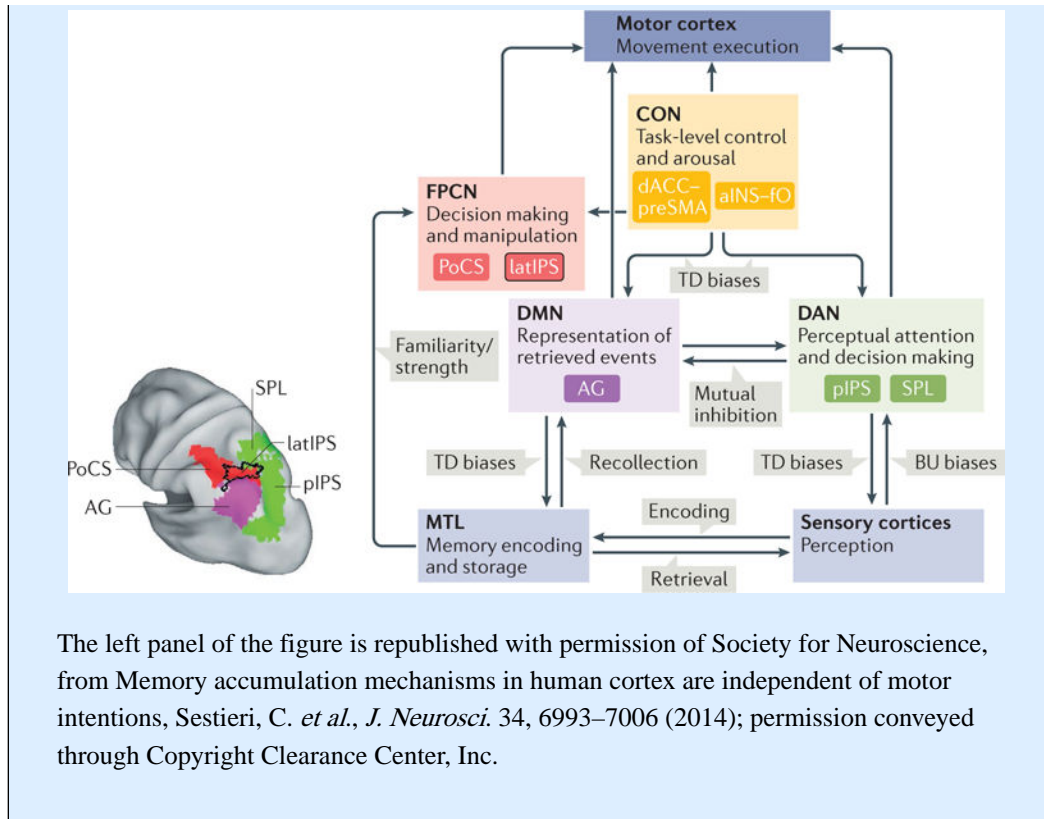 Motor cortex
Movement execution
CON
Task-level control
and arousal
dACC–
preSMA
aINS–fO
FPCN
Decision making
and manipulation
PoCS
latIPS
TD biases
DMN
Representation of
retrieved events
AG
DAN
Perceptual attention
and decision making
pIPS
SPL
Familiarity/
strength
Mutual
inhibition
SPL
latIPS
PoCS
pIPS
AG
TD biases
Recollection
TD biases
BU biases
MTL
Memory encoding
and storage
Encoding
Retrieval
Sensory cortices
Perception
The left panel of the figure is republished with permission of Society for Neuroscience,
from Memory accumulation mechanisms in human cortex are independent of motor
intentions, Sestieri, C. et al., J. Neurosci. 34, 6993–7006 (2014); permission conveyed
through Copyright Clearance Center, Inc.